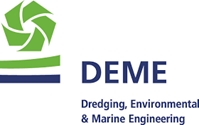 DEME
Dredging, Environmental
& Marine Engineering